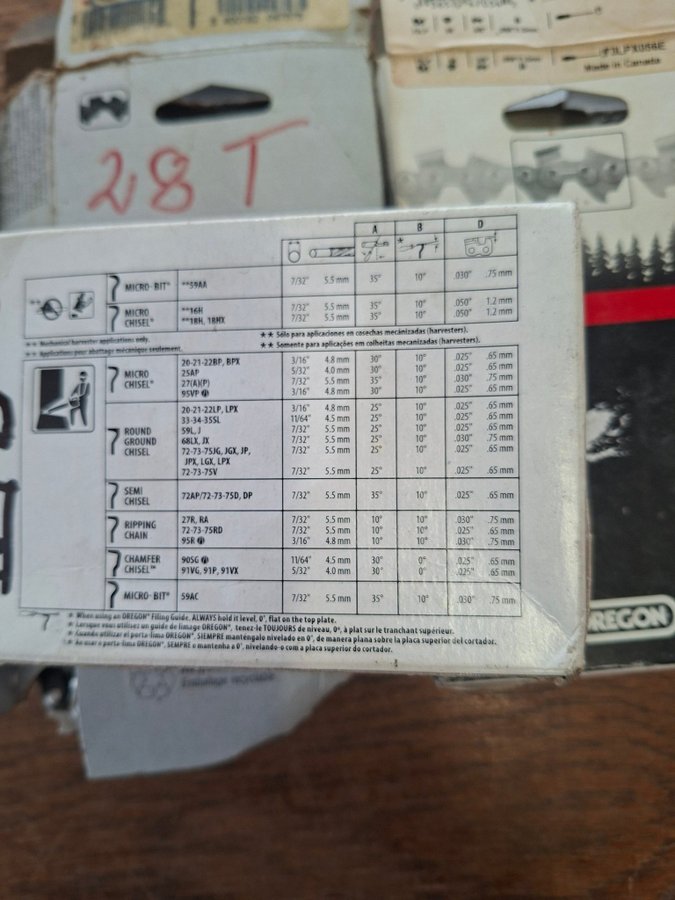 #3LPX056E
Made in Canada
28T
A B D
MICRO-BIT® **59AA 7/32" 5.5 mm 35° 10° .030" .75 mm
MICRO CHISEL® **16H 7/32" 5.5 mm 35° 10° .050" 1.2 mm
**18H, 18HX 7/32" 5.5 mm 35° 10° .050" 1.2 mm
** Mechanical harvester applications only.
** Applications pour abattage mécanique seulement.
** Sólo para aplicaciones en cosechas mecánizadas (harvesters).
** Somente para aplicações em colheitas mecanizadas (harvesters).
MICRO CHISEL® 20-21-22BP, BPX 3/16" 4.8 mm 30° 10° .025" .65 mm
25AP 5/32" 4.0 mm 30° 10° .025" .65 mm
27(A)(P) 7/32" 5.5 mm 35° 10° .030" .75 mm
95VP 3/16" 4.8 mm 30° 10° .025" .65 mm
ROUND GROUND CHISEL 20-21-22LP, LPX 3/16" 4.8 mm 25° 10° .025" .65 mm
33-34-35SL 11/64" 4.5 mm 25° 10° .025" .65 mm
59L, J 7/32" 5.5 mm 25° 10° .025" .65 mm
68LX, JX 7/32" 5.5 mm 25° 10° .030" .75 mm
72-73-75JG, JGX, JP, 7/32" 5.5 mm 25° 10° .025" .65 mm
JPX, LGX, LPX
72-73-75V 7/32" 5.5 mm 25° 10° .025" .65 mm
SEMI CHISEL 72AP/72-73-75D, DP 7/32" 5.5 mm 35° 10° .025" .65 mm
RIPPING CHAIN 27R, RA 7/32" 5.5 mm 10° 10° .030" .75 mm
72-73-75RD 7/32" 5.5 mm 10° 10° .025" .65 mm
95R 3/16" 4.8 mm 10° 10° .030" .75 mm
CHAMFER CHISEL™ 90SG 11/64" 4.5 mm 30° 0° .025" .65 mm
91VG, 91P, 91VX 5/32" 4.0 mm 30° 0° .025" .65 mm
MICRO-BIT® 59AC 7/32" 5.5 mm 35° 10° .030" .75 mm
* When using an OREGON® Filing Guide, ALWAYS hold it level, 0°, flat on the top plate.
* Lorsque vous utilisez un guide de limage OREGON®, tenez-le TOUJOURS de niveau, 0°, à plat sur le tranchant supérieur.
* Cuando utilizar el porta-lima OREGON®, SIEMPRE manténgalo nivelado en 0°, de manera plana sobre la placa superior del cortador.
* Ao usar o porta-lima OREGON®, SEMPRE o mantenha a 0°, nivelando-o com a placa superior do cortador.
REGON
Emballage recyclable